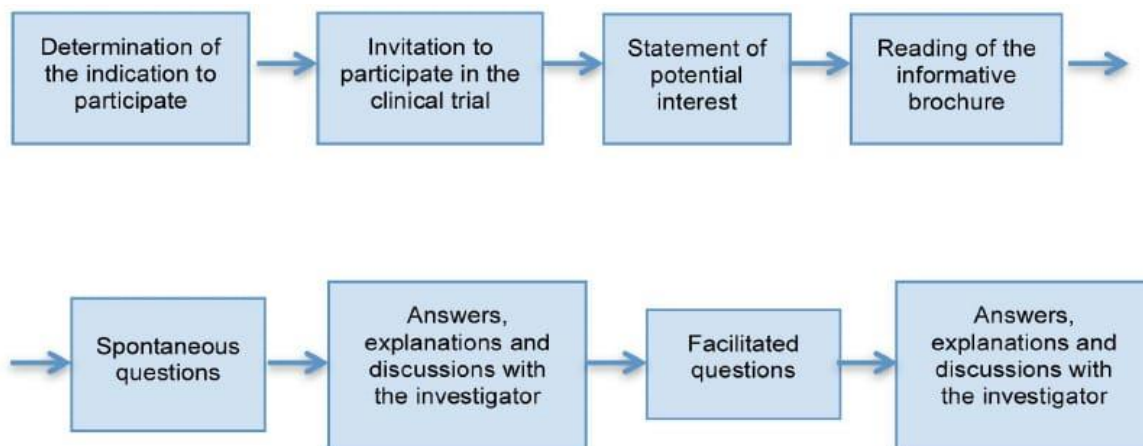 Determination of
the indication to
participate
Invitation to
participate in the
clinical trial
Statement of
potential
interest
Reading of the
informative
brochure
Spontaneous
questions
Answers,
explanations and
discussions with
the investigator
Facilitated
questions
Answers,
explanations and
discussions with
the investigator